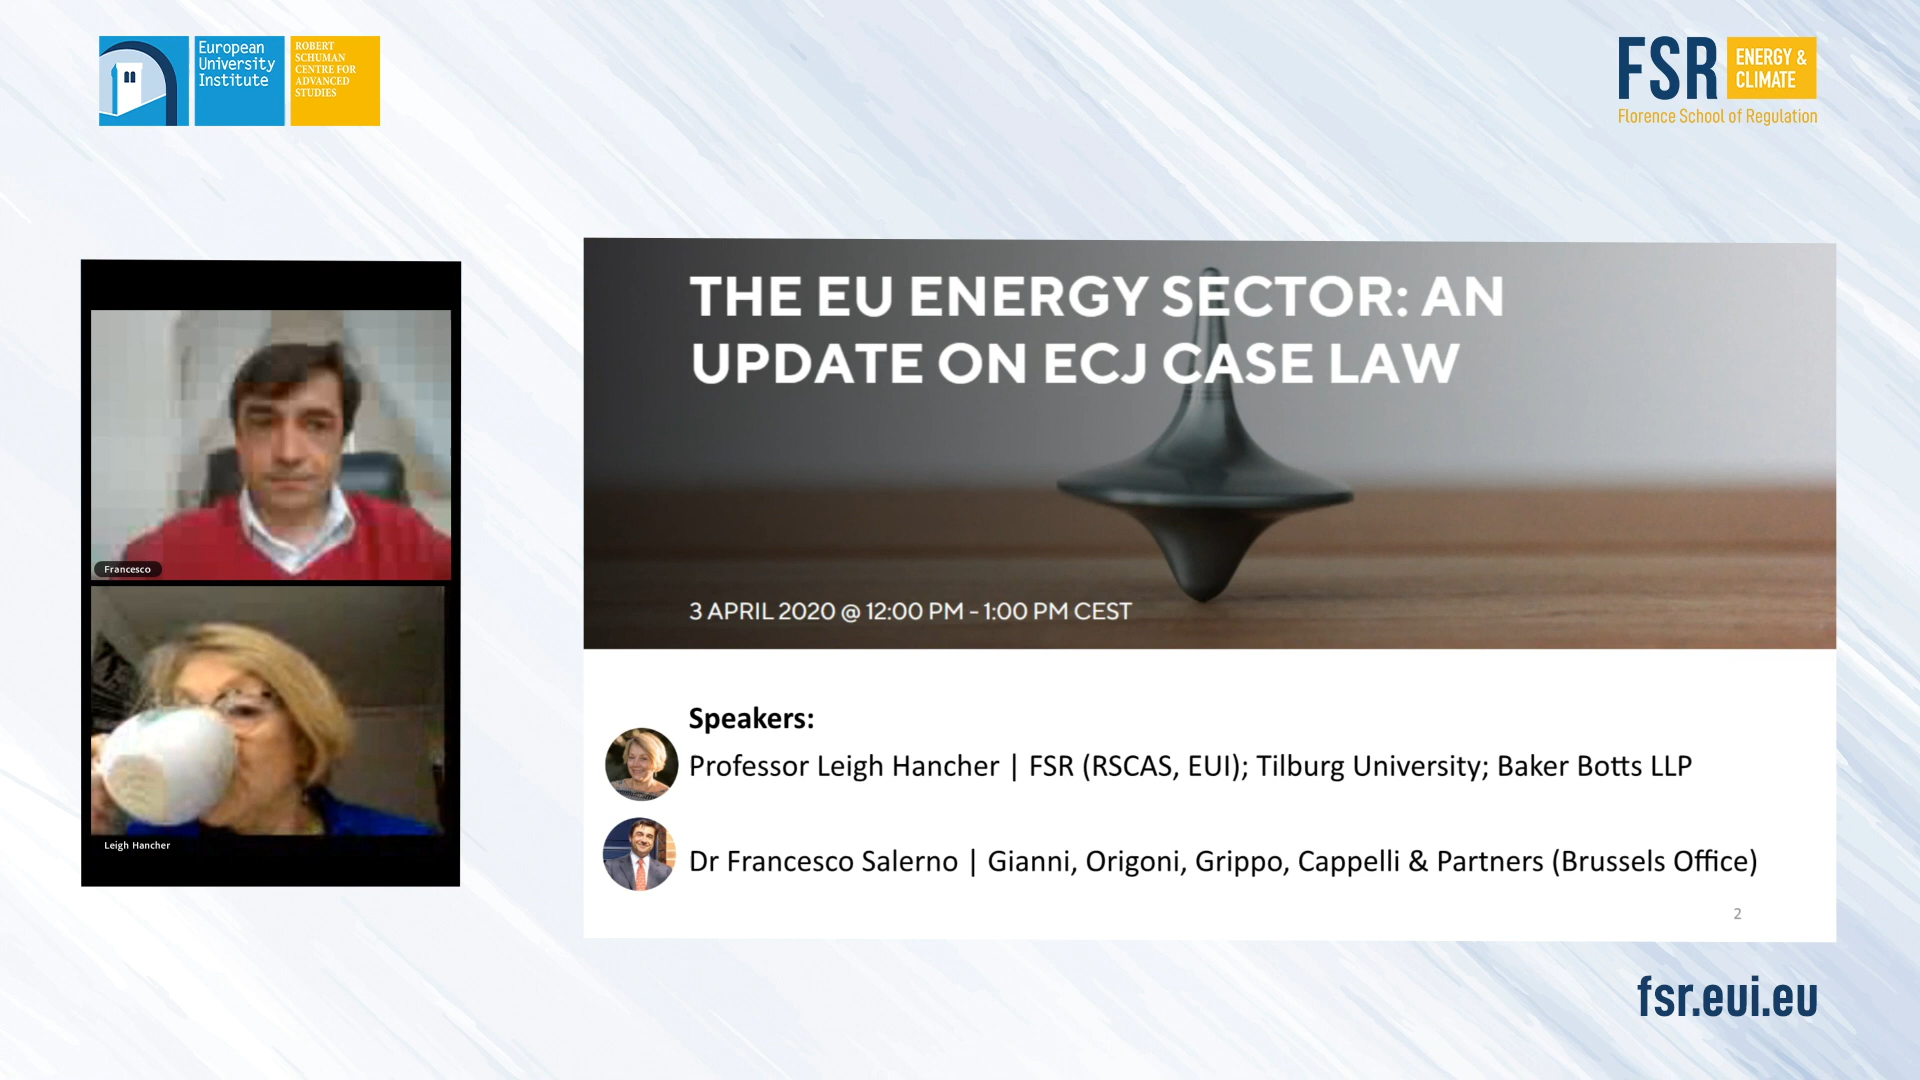 European
University
Institute
ROBERT
SCHUMAN
CENTRE FOR
ADVANCED
STUDIES
FSR
ENERGY &
CLIMATE
Florence School of Regulation
THE EU ENERGY SECTOR: AN
UPDATE ON ECJ CASE LAW
3 APRIL 2020 @ 12:00 PM - 1:00 PM CEST
Francesco
Leigh Hancher
Speakers:
Professor Leigh Hancher | FSR (RSCAS, EUI); Tilburg University; Baker Botts LLP
Dr Francesco Salerno | Gianni, Origoni, Grippo, Cappelli & Partners (Brussels Office)
2
fsr.eui.eu